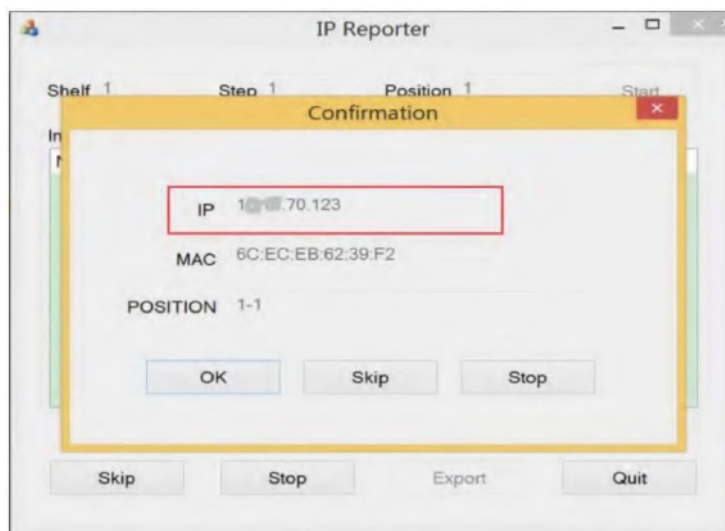 IP Reporter
Shelf 1 Step 1 Position 1 Start
Confirmation
IP .70.123
MAC 6C:EC:EB:62:39:F2
POSITION 1-1
OK Skip Stop
Skip Stop Export Quit